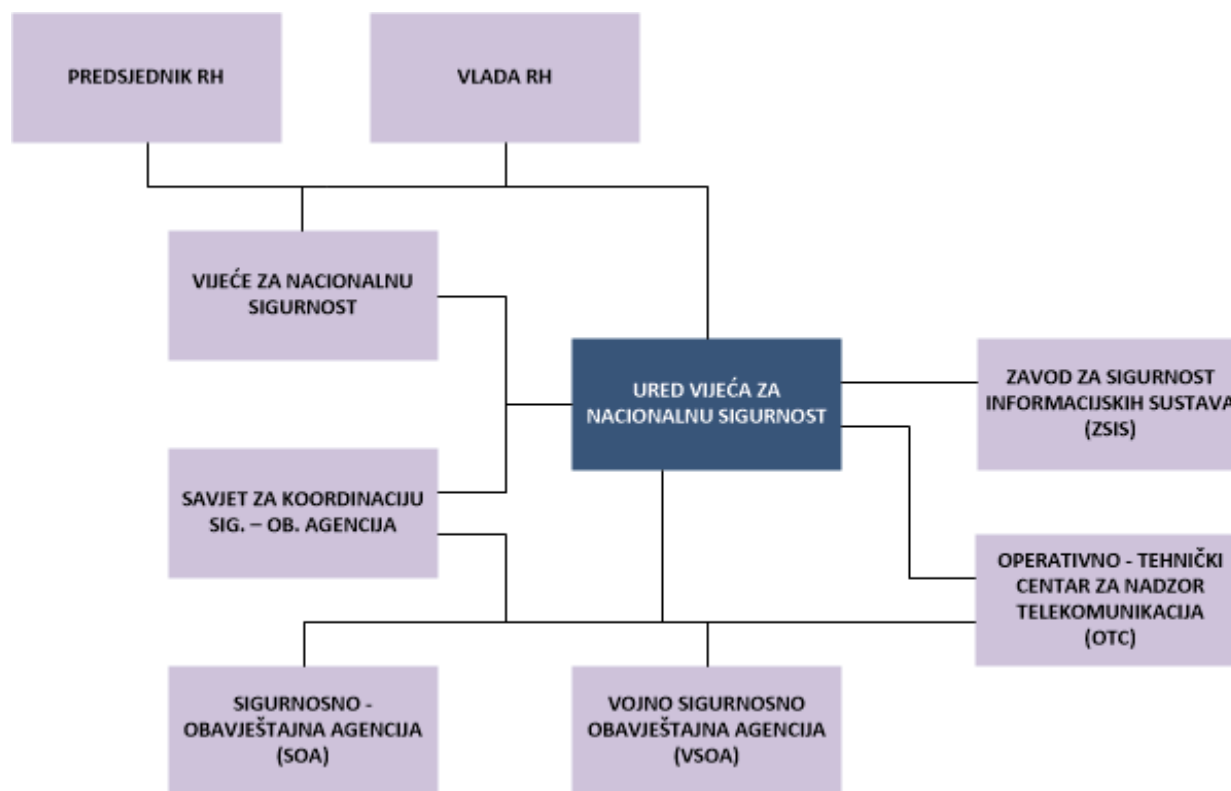 PREDSJEDNIK RH
VLADA RH
VIJEĆE ZA NACIONALNU
SIGURNOST
URED VIJEĆA ZA
NACIONALNU SIGURNOST
ZAVOD ZA SIGURNOST
INFORMACIJSKIH SUSTAVA
(ZSIS)
SAVJET ZA KOORDINACIJU
SIG. – OB. AGENCIJA
OPERATIVNO - TEHNIČKI
CENTAR ZA NADZOR
TELEKOMUNIKACIJA
(OTC)
SIGURNOSNO -
OBAVJEŠTAJNA AGENCIJA
(SOA)
VOJNO SIGURNOSNO
OBAVJEŠTAJNA AGENCIJA
(VSOA)